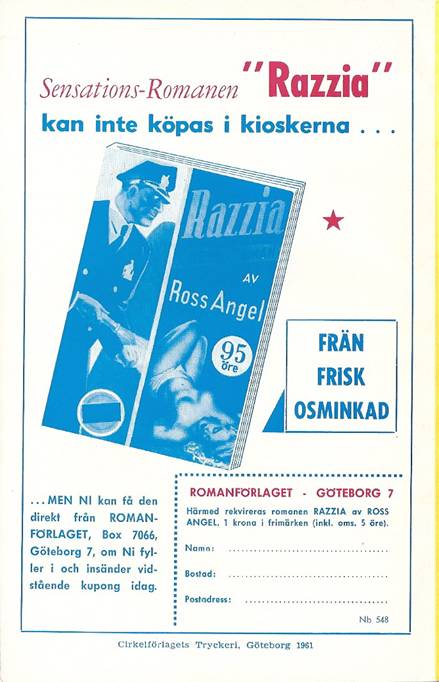 Sensations-Romanen "Razzia"
kan inte köpas i kioskerna . . .
Razzia
AV
Ross Angel
95
öre
FRÄN
FRISK
OSMINKAD
...MEN NI kan få den
direkt från ROMAN-
FÖRLAGET, Box 7066,
Göteborg 7, om Ni fyl-
ler i och insänder vid-
stående kupong idag.
ROMANFÖRLAGET - GÖTEBORG 7
Härmed rekvireras romanen RAZZIA av ROSS
ANGEL. 1 krona i frimärken (inkl. oms. 5 öre).
Namn:
Bostad:
Postadress:
Nb 548
Cirkelförlagets Tryckeri, Göteborg 1961